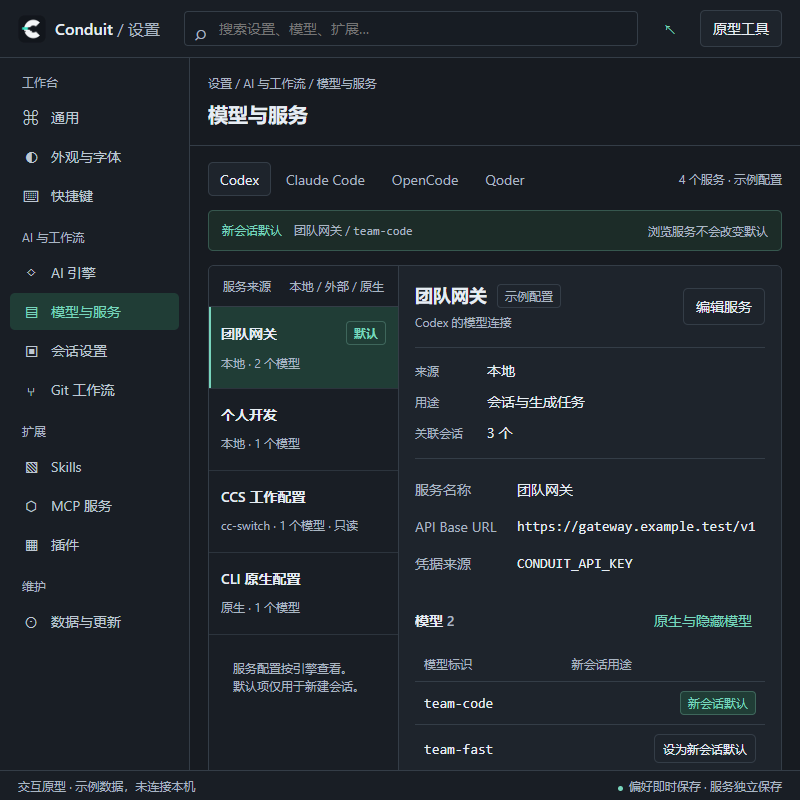 Conduit / 设置
搜索设置、模型、扩展...
原型工具
工作台
通用
外观与字体
快捷键
AI 与工作流
AI 引擎
模型与服务
会话设置
Git 工作流
扩展
Skills
MCP 服务
插件
维护
数据与更新
设置 / AI 与工作流 / 模型与服务
模型与服务
Codex
Claude Code
OpenCode
Qoder
4 个服务 · 示例配置
新会话默认 团队网关 / team-code
浏览服务不会改变默认
服务来源 本地 / 外部 / 原生
团队网关 默认
本地 · 2 个模型
个人开发
本地 · 1 个模型
CCS 工作配置
cc-switch · 1 个模型 · 只读
CLI 原生配置
原生 · 1 个模型
服务配置按引擎查看。
默认项仅用于新建会话。
团队网关 示例配置
Codex 的模型连接
编辑服务
来源 本地
用途 会话与生成任务
关联会话 3 个
服务名称 团队网关
API Base URL https://gateway.example.test/v1
凭据来源 CONDUIT_API_KEY
模型 2 原生与隐藏模型
模型标识 新会话用途
team-code 新会话默认
team-fast 设为新会话默认
交互原型 · 示例数据，未连接本机
偏好即时保存 · 服务独立保存